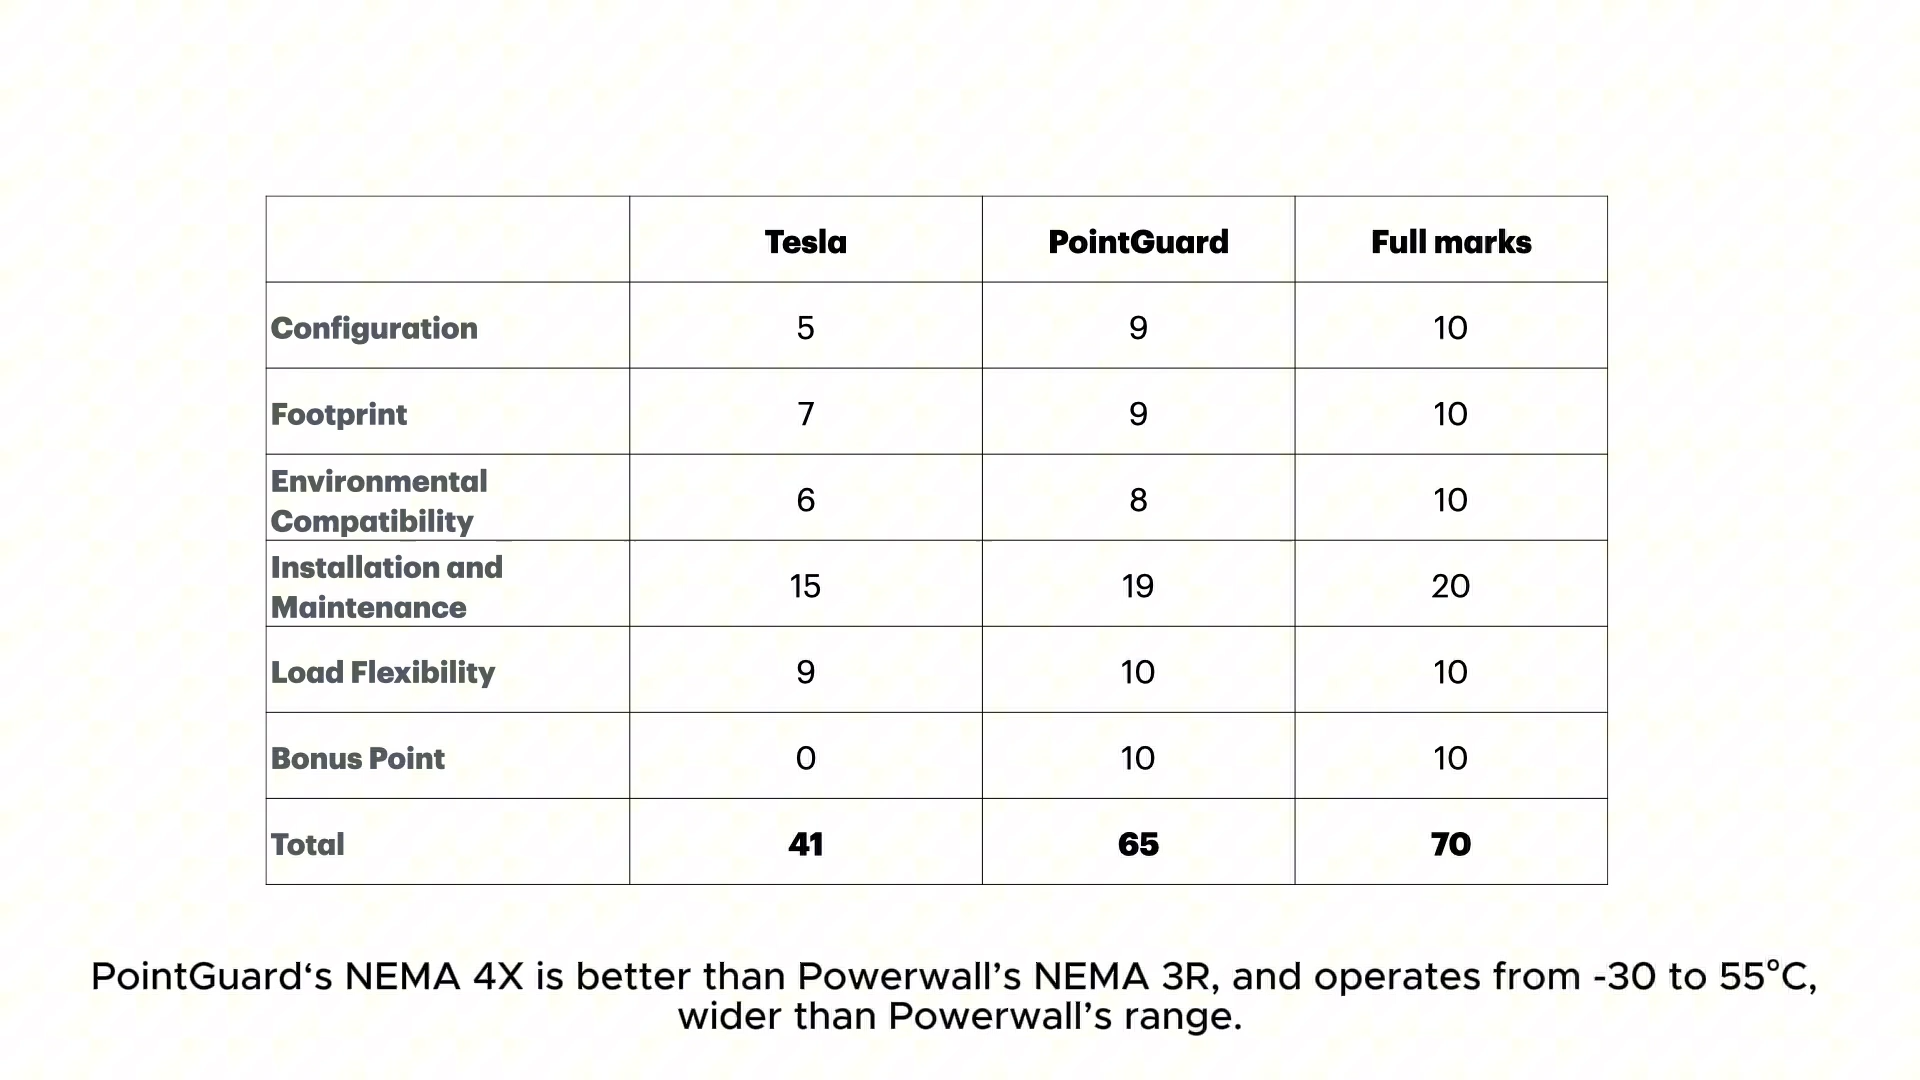 Tesla PointGuard Full marks
Configuration 5 9 10
Footprint 7 9 10
Environmental
Compatibility 6 8 10
Installation and
Maintenance 15 19 20
Load Flexibility 9 10 10
Bonus Point 0 10 10
Total 41 65 70
PointGuard‘s NEMA 4X is better than Powerwall’s NEMA 3R, and operates from -30 to 55°C,
wider than Powerwall’s range.